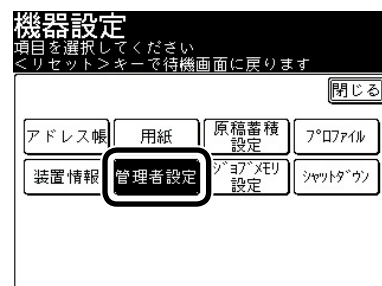 機器設定
項目を選択してください
<リセット>キーで待機画面に戻ります
閉じる
アドレス帳 用紙 原稿蓄積 ﾌﾟﾛﾌｧｲﾙ
設定
装置情報 管理者設定 ｼﾞｮﾌﾞﾒﾓﾘ ｼｬｯﾄﾀﾞｳﾝ
設定